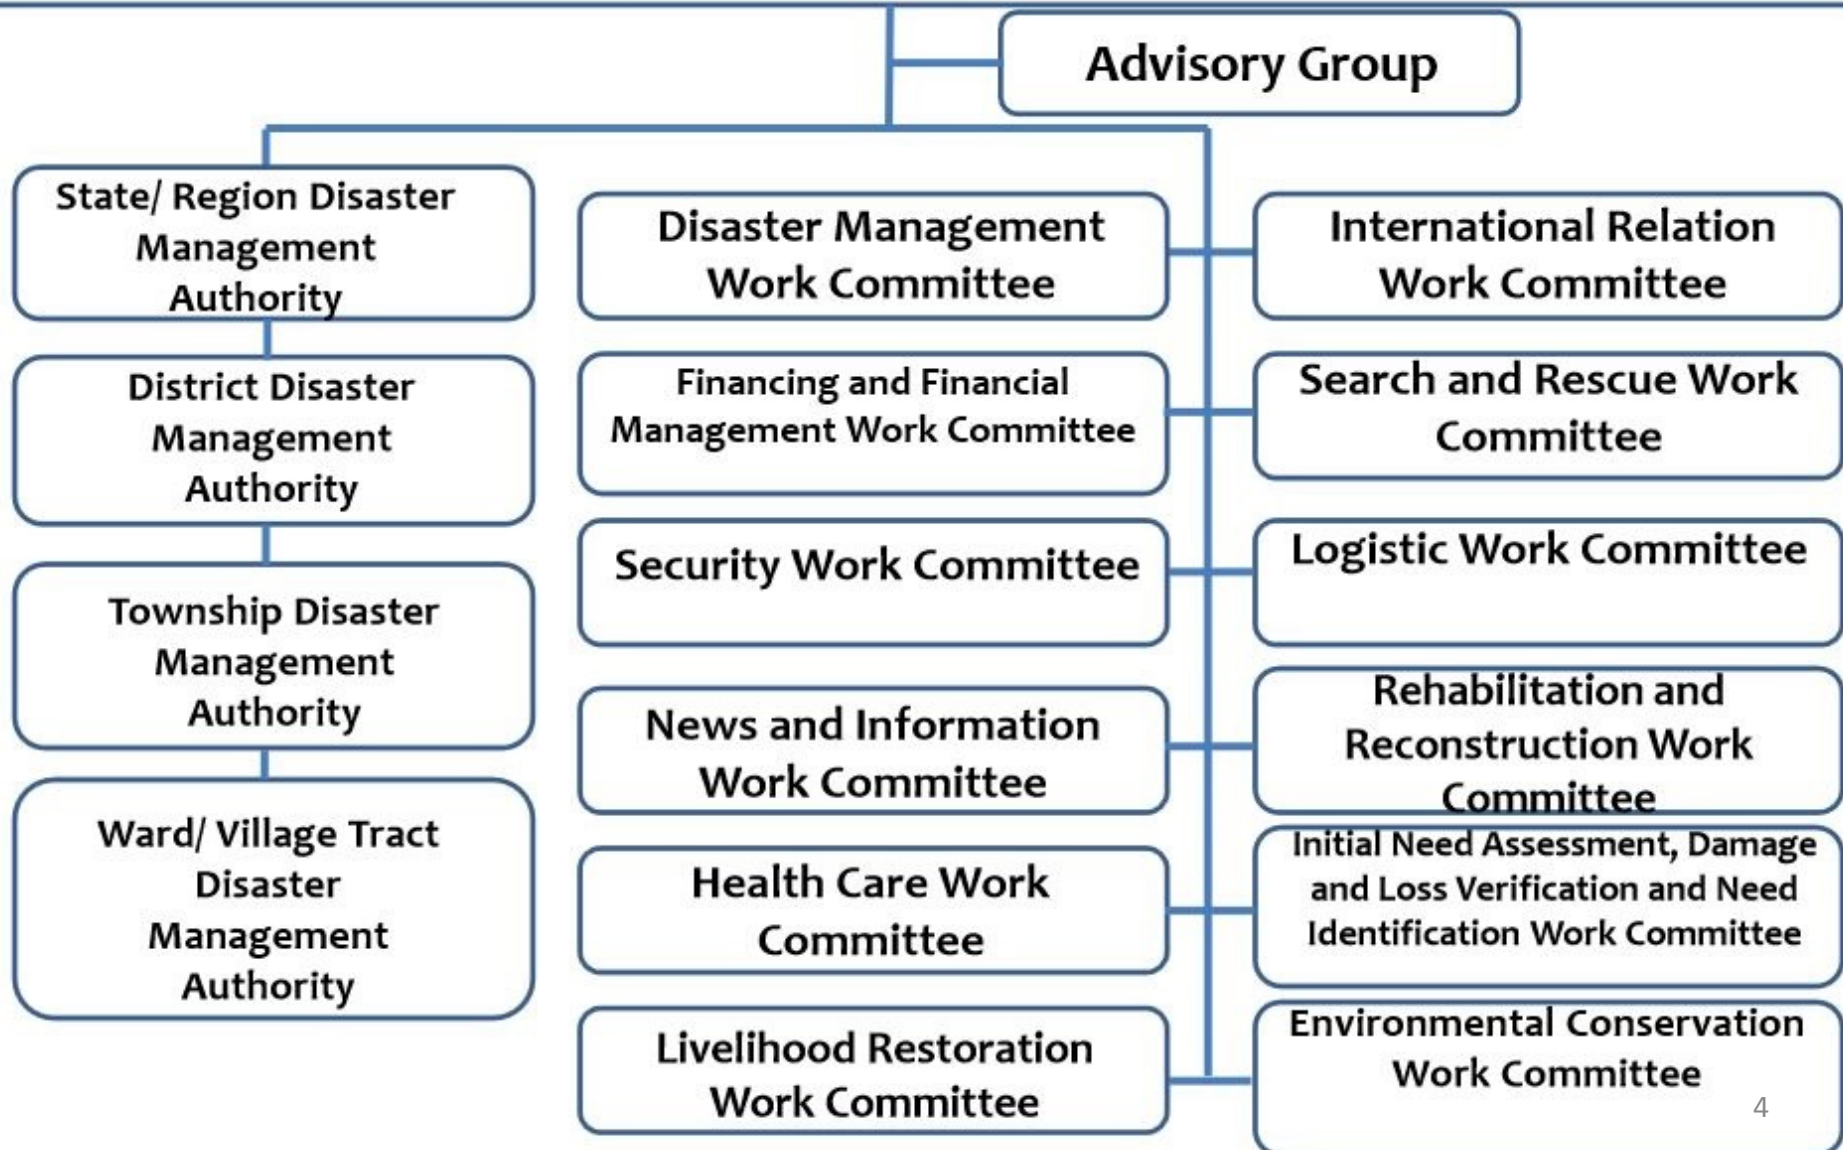 Advisory Group
State/ Region Disaster
Management
Authority
District Disaster
Management
Authority
Township Disaster
Management
Authority
Ward/ Village Tract
Disaster
Management
Authority
Disaster Management
Work Committee
Financing and Financial
Management Work Committee
Security Work Committee
News and Information
Work Committee
Health Care Work
Committee
Livelihood Restoration
Work Committee
International Relation
Work Committee
Search and Rescue Work
Committee
Logistic Work Committee
Rehabilitation and
Reconstruction Work
Committee
Initial Need Assessment, Damage
and Loss Verification and Need
Identification Work Committee
Environmental Conservation
Work Committee
4